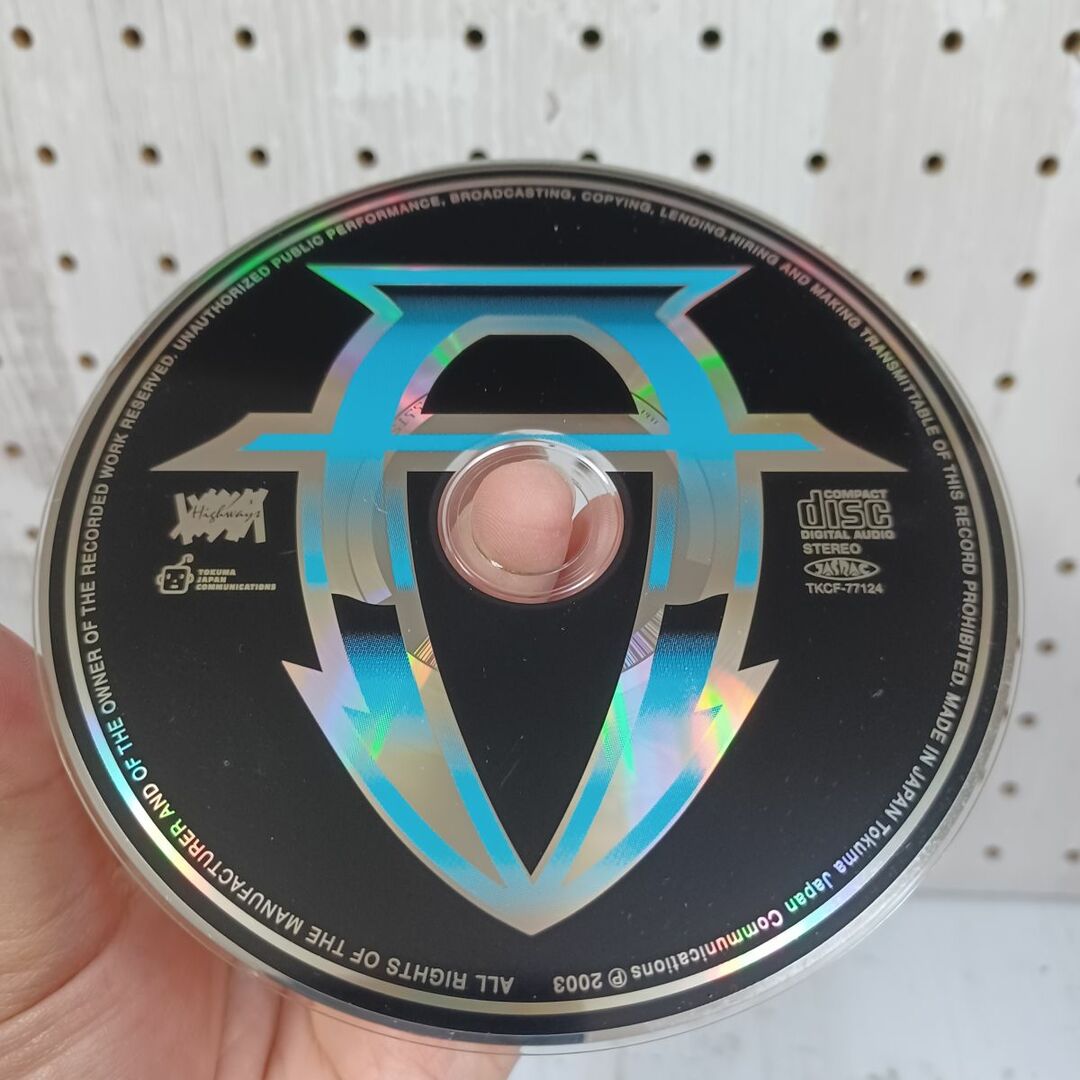 ALL RIGHTS OF THE MANUFACTURER AND OF THE OWNER OF THE RECORDED WORK RESERVED. UNAUTHORIZED PUBLIC PERFORMANCE, BROADCASTING, COPYING, LENDING,HIRING AND MAKING TRANSMITTABLE OF THIS RECORD PROHIBITED. MADE IN JAPAN Tokuma Japan Communications Ⓟ 2003
Highways
TOKUMA
JAPAN
COMMUNICATIONS
COMPACT
disc
DIGITAL AUDIO
STEREO
JASRAC
TKCF-77124